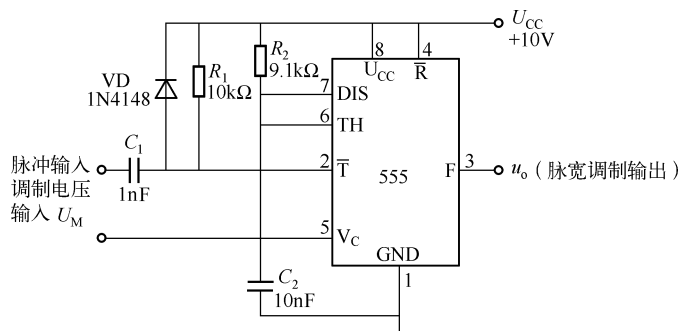 U_CC
+10V
R_2
9.1kΩ
8
4
VD
1N4148
R_1
10kΩ
U_CC
R̅
7
DIS
6
TH
C_1
1nF
脉冲输入
调制电压
输入 U_M
2
T̅
555
F
3
u_o（脉宽调制输出）
5
V_C
GND
1
C_2
10nF